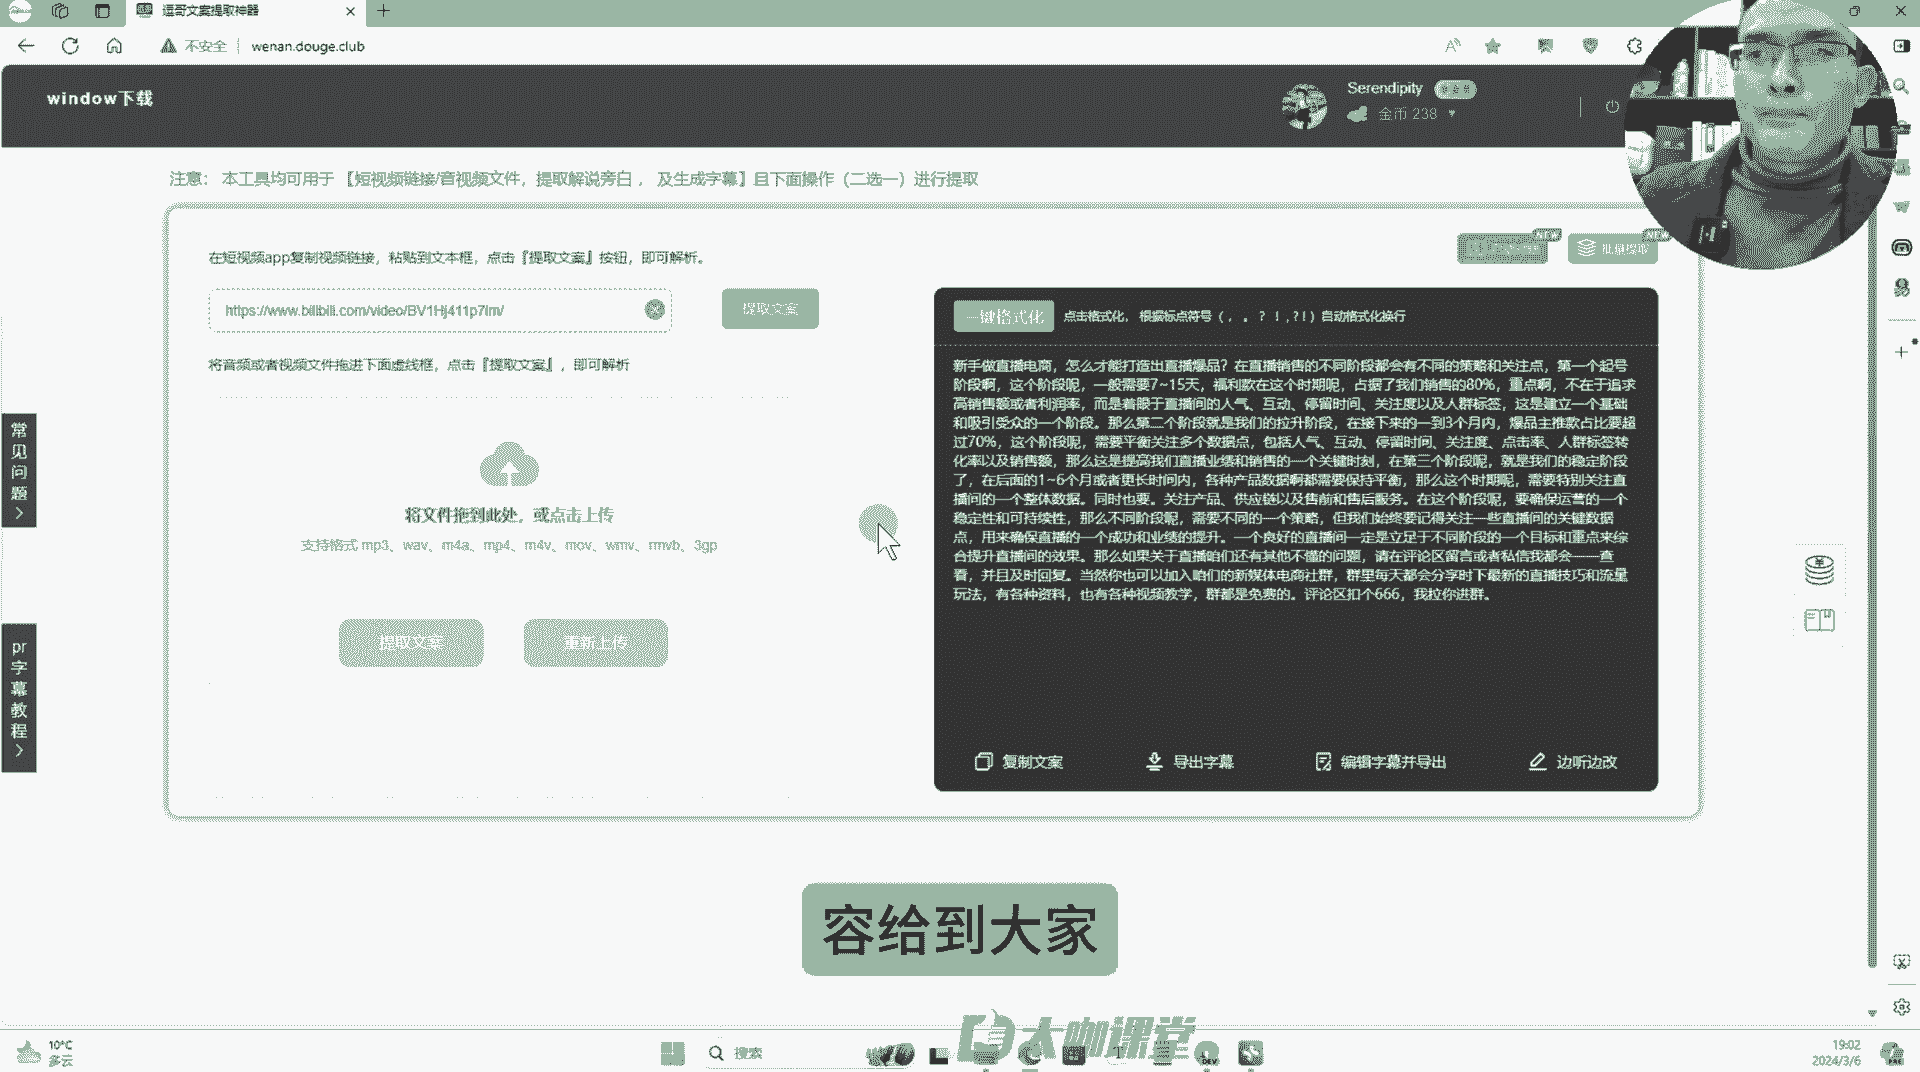 逗哥文案提取神器
不安全
wenan.douge.club
window下载
Serendipity
金币 238
注意： 本工具均可用于 【短视频链接/音视频文件，提取解说旁白， 及生成字幕】且下面操作（二选一）进行提取
在短视频app复制视频链接，粘贴到文本框，点击『提取文案』按钮，即可解析。
NEW
NEW
批量提取
https://www.bilibili.com/video/BV1Hj411p7im/
提取文案
将音频或者视频文件拖进下面虚线框，点击『提取文案』，即可解析
将文件拖到此处，或点击上传
支持格式 mp3、wav、m4a、mp4、m4v、mov、wmv、rmvb、3gp
提取文案
重新上传
一键格式化
点击格式化， 根据标点符号（，。？！,?!）自动格式化换行
新手做直播电商，怎么才能打造出直播爆品？在直播销售的不同阶段都会有不同的策略和关注点，第一个起号
阶段啊，这个阶段呢，一般需要7~15天，福利款在这个时期呢，占据了我们销售的80%，重点啊，不在于追求
高销售额或者利润率，而是着眼于直播间的人气、互动、停留时间、关注度以及人群标签，这是建立一个基础
和吸引受众的一个阶段。那么第二个阶段就是我们的拉升阶段，在接下来的一到3个月内，爆品主推款占比要超
过70%，这个阶段呢，需要平衡关注多个数据点，包括人气、互动、停留时间、关注度、点击率、人群标签转
化率以及销售额，那么这是提高我们直播业绩和销售的一个关键时刻，在第三个阶段呢，就是我们的稳定阶段
了，在后面的1~6个月或者更长时间内，各种产品数据啊都需要保持平衡，那么这个时期呢，需要特别关注直
播间的一个整体数据。同时也要。关注产品、供应链以及售前和售后服务。在这个阶段呢，要确保运营的一个
稳定性和可持续性，那么不同阶段呢，需要不同的一个策略，但我们始终要记得关注一些直播间的关键数据
点，用来确保直播的一个成功和业绩的提升。一个良好的直播间一定是立足于不同阶段的一个目标和重点来综
合提升直播间的效果。那么如果关于直播咱们还有其他不懂的问题，请在评论区留言或者私信我都会一一查
看，并且及时回复。当然你也可以加入咱们的新媒体电商社群，群里每天都会分享时下最新的直播技巧和流量
玩法，有各种资料，也有各种视频教学，群都是免费的。评论区扣个666，我拉你进群。
复制文案
导出字幕
编辑字幕并导出
边听边改
常见问题
pr字幕教程
容给到大家
大咖课堂
10°C
多云
搜索
19:02
2024/3/6